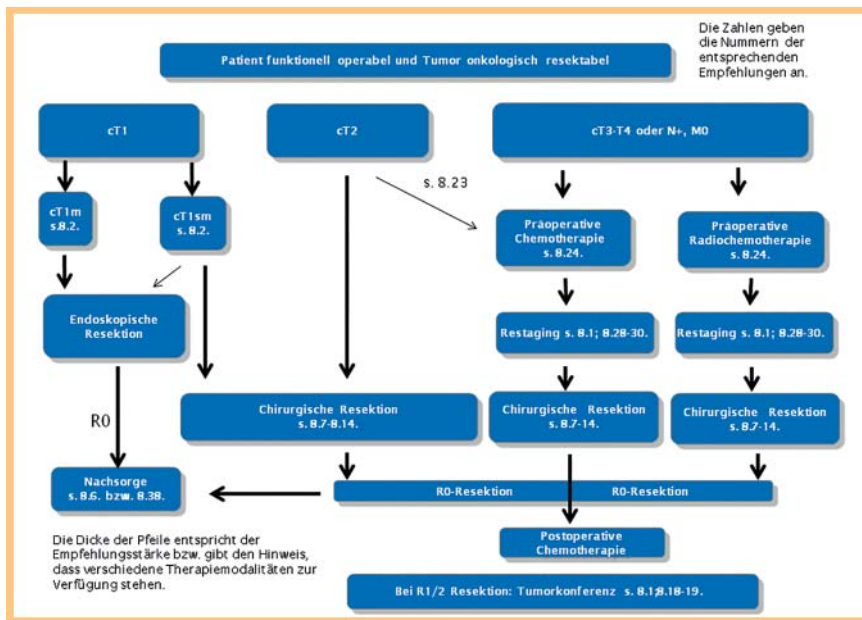 Die Zahlen geben
die Nummern der
entsprechenden
Empfehlungen an.
Patient funktionell operabel und Tumor onkologisch resektabel
cT1
cT2
cT3-T4 oder N+, M0
s. 8.23
cT1m
s.8.2.
cT1sm
s. 8.2.
Präoperative
Chemotherapie
s. 8.24.
Präoperative
Radiochemotherapie
s. 8.24.
Endoskopische
Resektion
Restaging s. 8.1; 8.28-30.
Restaging s. 8.1; 8.28-30.
R0
Chirurgische Resektion
s. 8.7-8.14.
Chirurgische Resektion
s. 8.7-14.
Chirurgische Resektion
s. 8.7-14.
Nachsorge
s. 8.6. bzw. 8.38.
R0-Resektion
R0-Resektion
Die Dicke der Pfeile entspricht der
Empfehlungsstärke bzw. gibt den Hinweis,
dass verschiedene Therapiemodalitäten zur
Verfügung stehen.
Postoperative
Chemotherapie
Bei R1/2 Resektion: Tumorkonferenz s. 8.1;8.18-19.